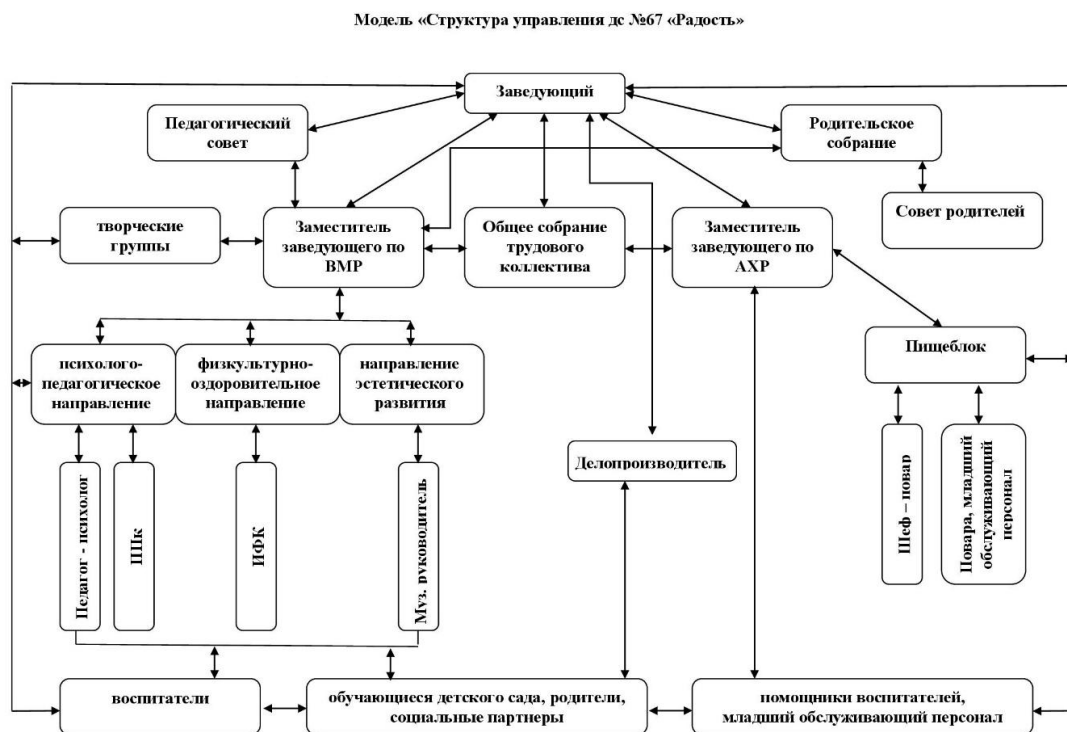 Модель «Структура управления дс №67 «Радость»
Заведующий
Педагогический
совет
Родительское
собрание
Совет родителей
творческие
группы
Заместитель
заведующего по
ВМР
Общее собрание
трудового
коллектива
Заместитель
заведующего по
АХР
Пищеблок
психолого-
педагогическое
направление
физкультурно-
оздоровительное
направление
направление
эстетического
развития
Делопроизводитель
Педагог - психолог
ППк
ИФК
Муз. руководитель
Шеф – повар
Повара, младший
обслуживающий
персонал
воспитатели
обучающиеся детского сада, родители,
социальные партнеры
помощники воспитателей,
младший обслуживающий персонал